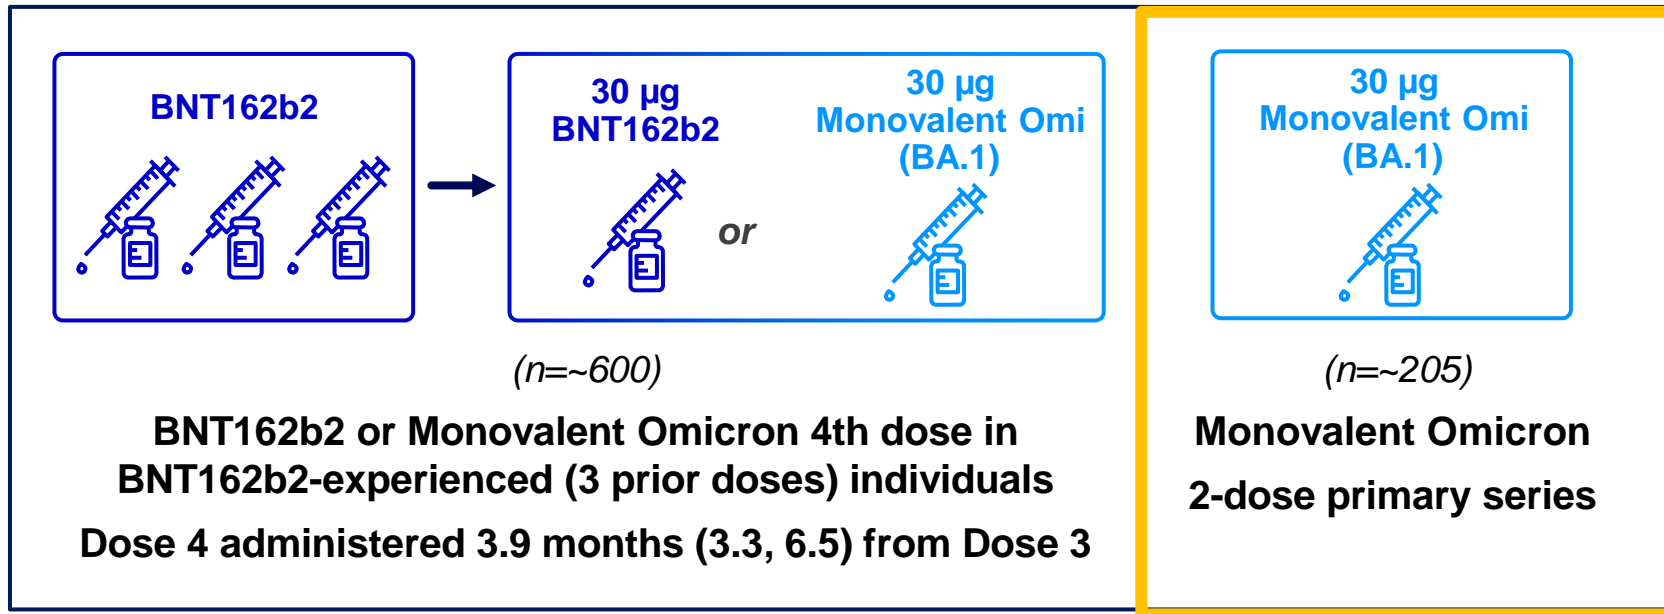 BNT162b2
30 µg
BNT162b2
or
30 µg
Monovalent Omi
(BA.1)
(n=~600)
BNT162b2 or Monovalent Omicron 4th dose in
BNT162b2-experienced (3 prior doses) individuals
Dose 4 administered 3.9 months (3.3, 6.5) from Dose 3
30 µg
Monovalent Omi
(BA.1)
(n=~205)
Monovalent Omicron
2-dose primary series